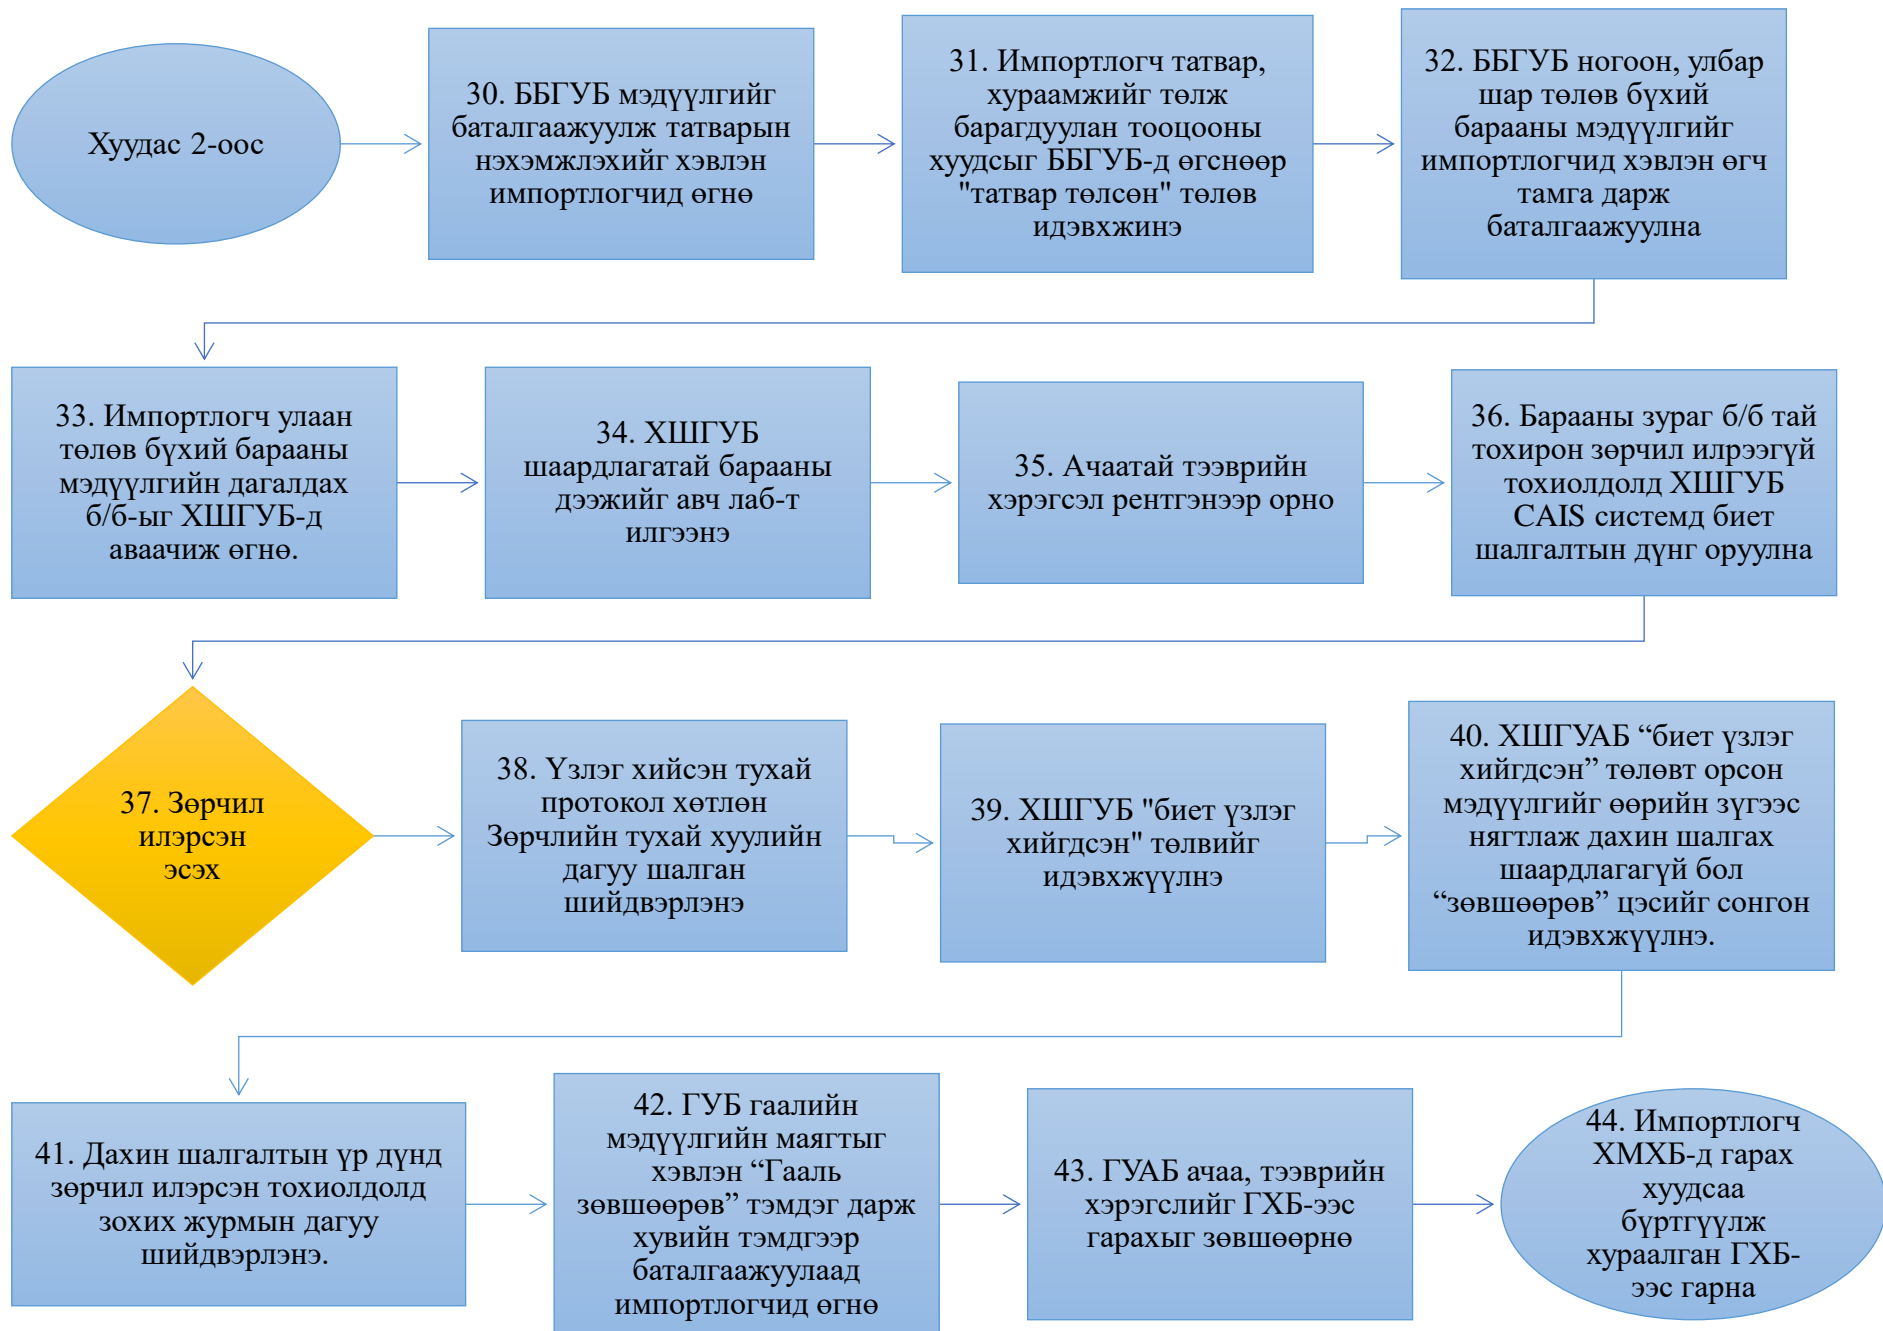 Хуудас 2-оос
30. ББГУБ мэдүүлгийг
баталгаажуулж татварын
нэхэмжлэхийг хэвлэн
импортлогчид өгнө
31. Импортлогч татвар,
хураамжийг төлж
барагдуулан тооцооны
хуудсыг ББГУБ-д өгснөөр
"татвар төлсөн" төлөв
идэвхжинэ
32. ББГУБ ногоон, улбар
шар төлөв бүхий
барааны мэдүүлгийг
импортлогчид хэвлэн өгч
тамга дарж
баталгаажуулна
33. Импортлогч улаан
төлөв бүхий барааны
мэдүүлгийн дагалдах
б/б-ыг ХШГУБ-д
аваачиж өгнө.
34. ХШГУБ
шаардлагатай барааны
дээжийг авч лаб-т
илгээнэ
35. Ачаатай тээврийн
хэрэгсэл рентгэнээр орно
36. Барааны зураг б/б тай
тохирон зөрчил илрээгүй
тохиолдолд ХШГУБ
CAIS системд биет
шалгалтын дүнг оруулна
37. Зөрчил
илэрсэн
эсэх
38. Үзлэг хийсэн тухай
протокол хөтлөн
Зөрчлийн тухай хуулийн
дагуу шалган
шийдвэрлэнэ
39. ХШГУБ "биет үзлэг
хийгдсэн" төлвийг
идэвхжүүлнэ
40. ХШГУАБ “биет үзлэг
хийгдсэн” төлөвт орсон
мэдүүлгийг өөрийн зүгээс
нягтлаж дахин шалгах
шаардлагагүй бол
“зөвшөөрөв” цэсийг сонгон
идэвхжүүлнэ.
41. Дахин шалгалтын үр дүнд
зөрчил илэрсэн тохиолдолд
зохих журмын дагуу
шийдвэрлэнэ.
42. ГУБ гаалийн
мэдүүлгийн маягтыг
хэвлэн “Гааль
зөвшөөрөв” тэмдэг дарж
хувийн тэмдгээр
баталгаажуулаад
импортлогчид өгнө
43. ГУАБ ачаа, тээврийн
хэрэгслийг ГХБ-ээс
гарахыг зөвшөөрнө
44. Импортлогч
ХМХБ-д гарах
хуудсаа
бүртгүүлж
хураалган ГХБ-
ээс гарна